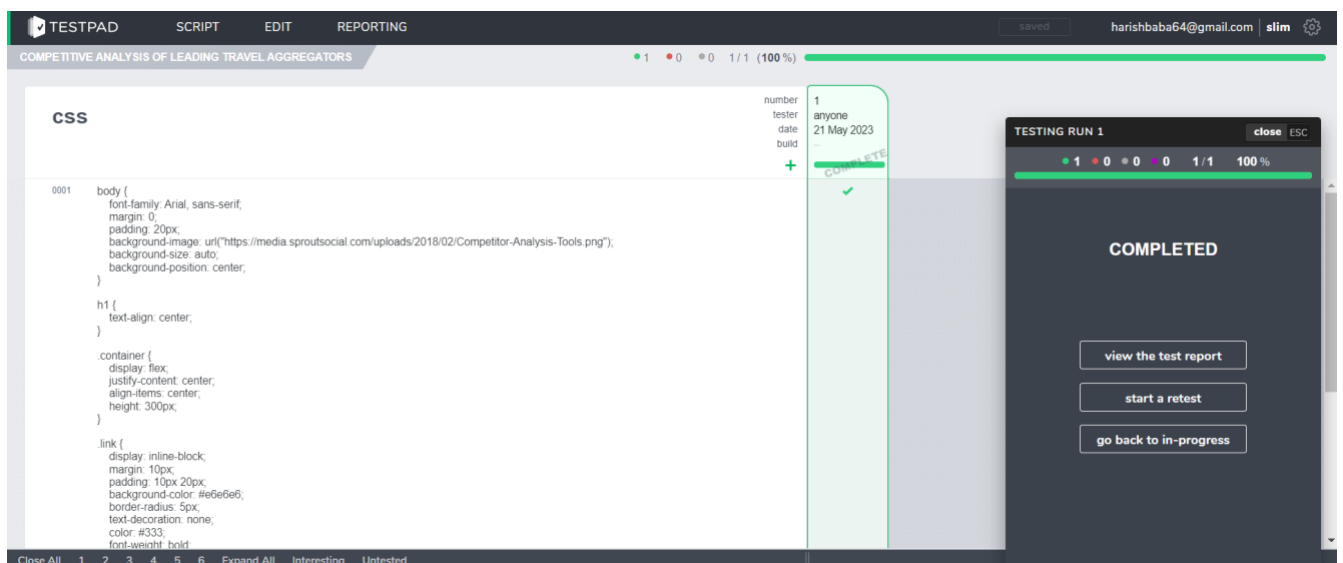 TESTPAD SCRIPT EDIT REPORTING saved harishbaba64@gmail.com slim
COMPETITIVE ANALYSIS OF LEADING TRAVEL AGGREGATORS 1 0 0 1/1 (100 %)
css
number 1
tester anyone
date 21 May 2023
build --
+
COMPLETE
0001 body {
font-family: Arial, sans-serif;
margin: 0;
padding: 20px;
background-image: url("https://media.sproutsocial.com/uploads/2018/02/Competitor-Analysis-Tools.png");
background-size: auto;
background-position: center;
}
h1 {
text-align: center;
}
.container {
display: flex;
justify-content: center;
align-items: center;
height: 300px;
}
.link {
display: inline-block;
margin: 10px;
padding: 10px 20px;
background-color: #e6e6e6;
border-radius: 5px;
text-decoration: none;
color: #333;
font-weight: bold;
TESTING RUN 1 close ESC
1 0 0 0 1/1 100 %
COMPLETED
view the test report
start a retest
go back to in-progress
Close All 1 2 3 4 5 6 Expand All Interesting Untested